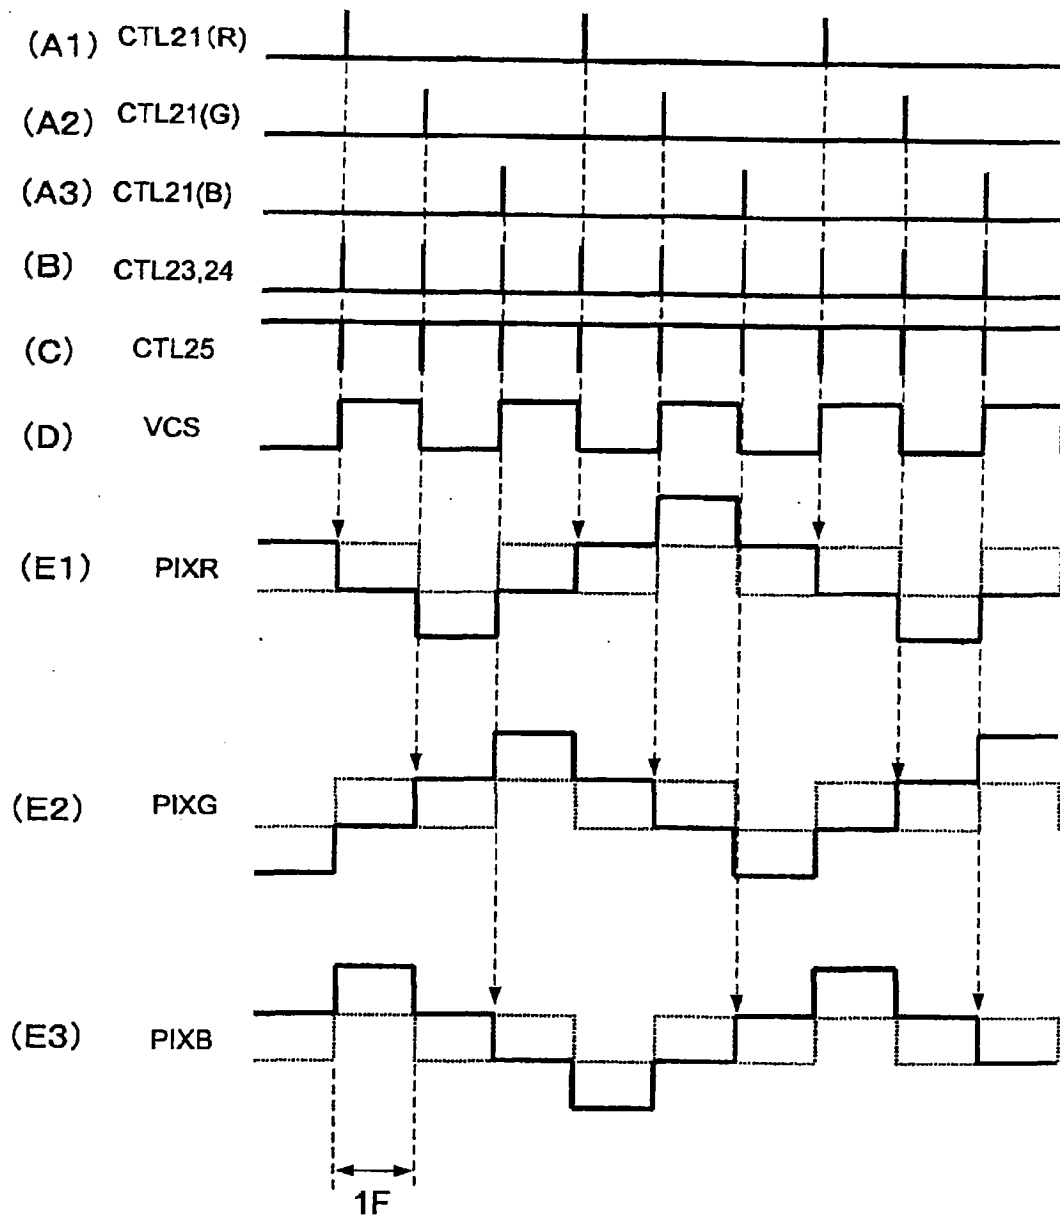 (A1) CTL21(R)
(A2) CTL21(G)
(A3) CTL21(B)
(B) CTL23,24
(C) CTL25
(D) VCS
(E1) PIXR
(E2) PIXG
(E3) PIXB
1F